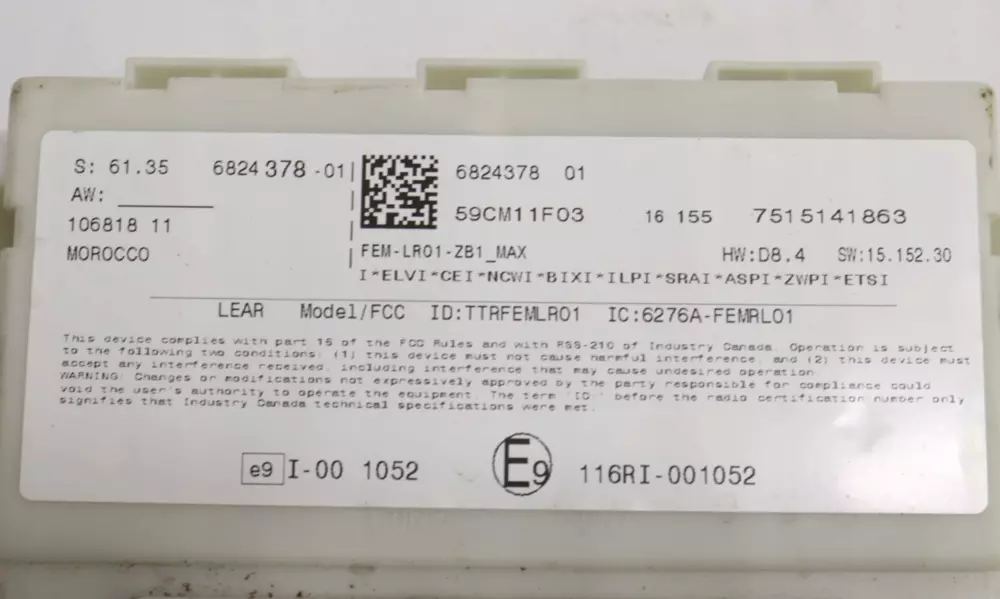 S: 61.35 6824378-01 6824378 01
AW:
59CM11F03 16 155 7515141863
106818 11
MOROCCO FEM-LR01-ZB1_MAX HW:D8.4 SW:15.152.30
I*ELVI*CEI*NCWI*BIXI*ILPI*SRAI*ASPI*ZWPI*ETSI
LEAR Model/FCC ID:TTRFEMLR01 IC:6276A-FEMRL01
This device complies with part 15 of the FCC Rules and with RSS-210 of Industry Canada. Operation is subject
to the following two conditions: (1) this device must not cause harmful interference, and (2) this device must
accept any interference received, including interference that may cause undesired operation.
WARNING: Changes or modifications not expressively approved by the party responsible for compliance could
void the user's authority to operate the equipment. The term "IC:" before the radio certification number only
signifies that Industry Canada technical specifications were met.
e9 I-00 1052 E9 116RI-001052